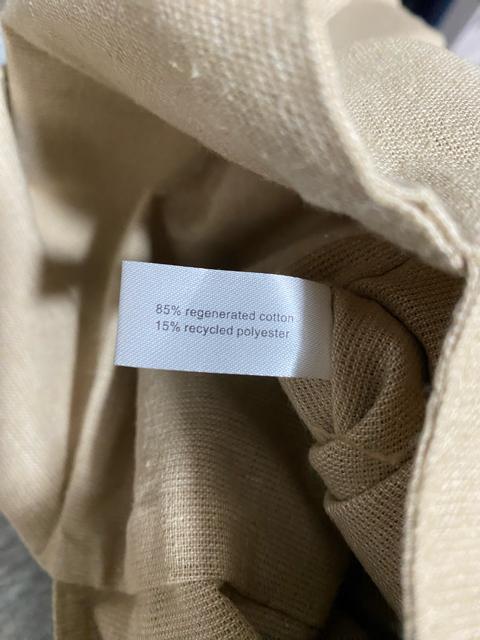 85% regenerated cotton
15% recycled polyester